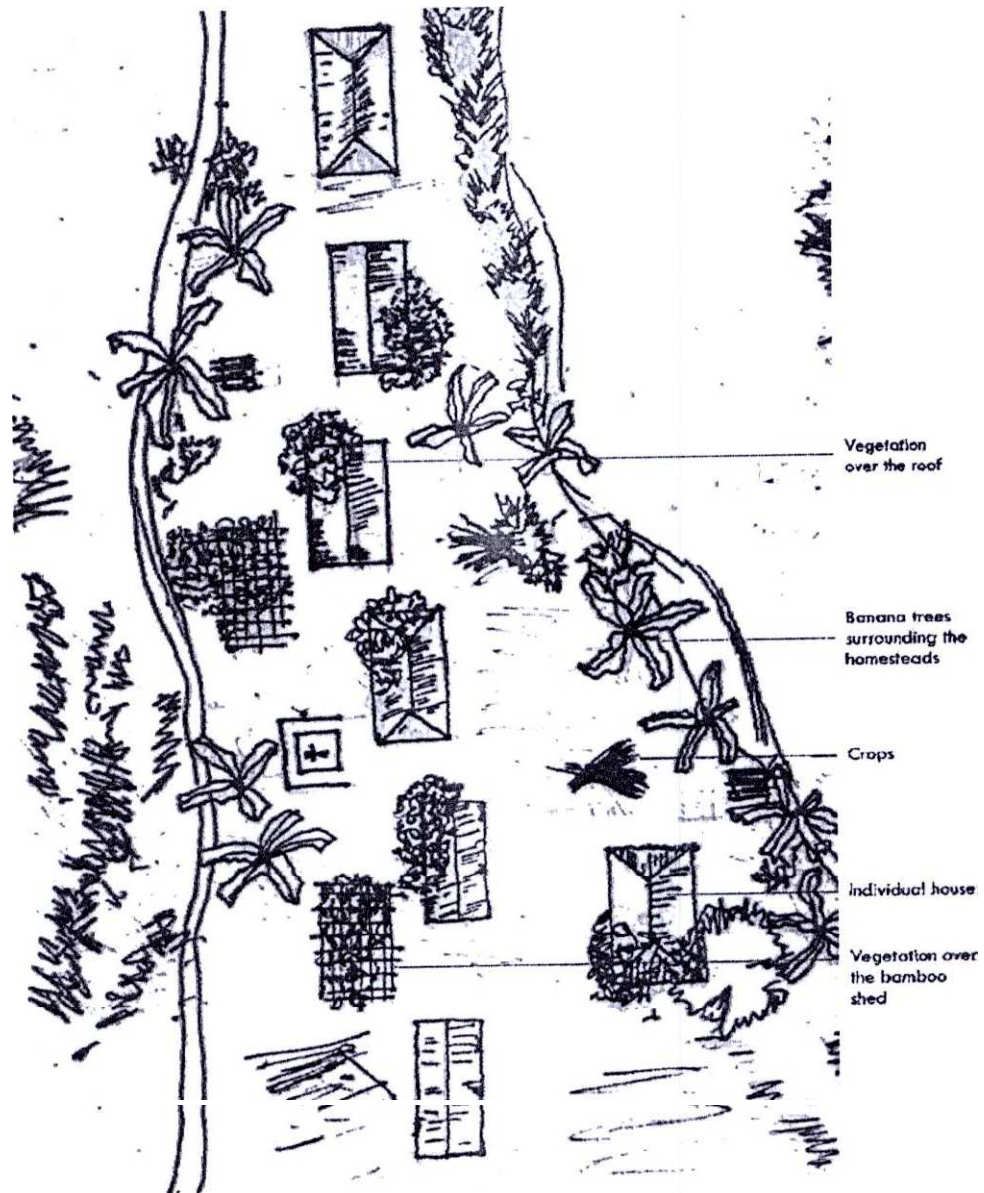 Vegetation
over the roof
Banana trees
surrounding the
homesteads
Crops
Individual house
Vegetation over
the bamboo
shed